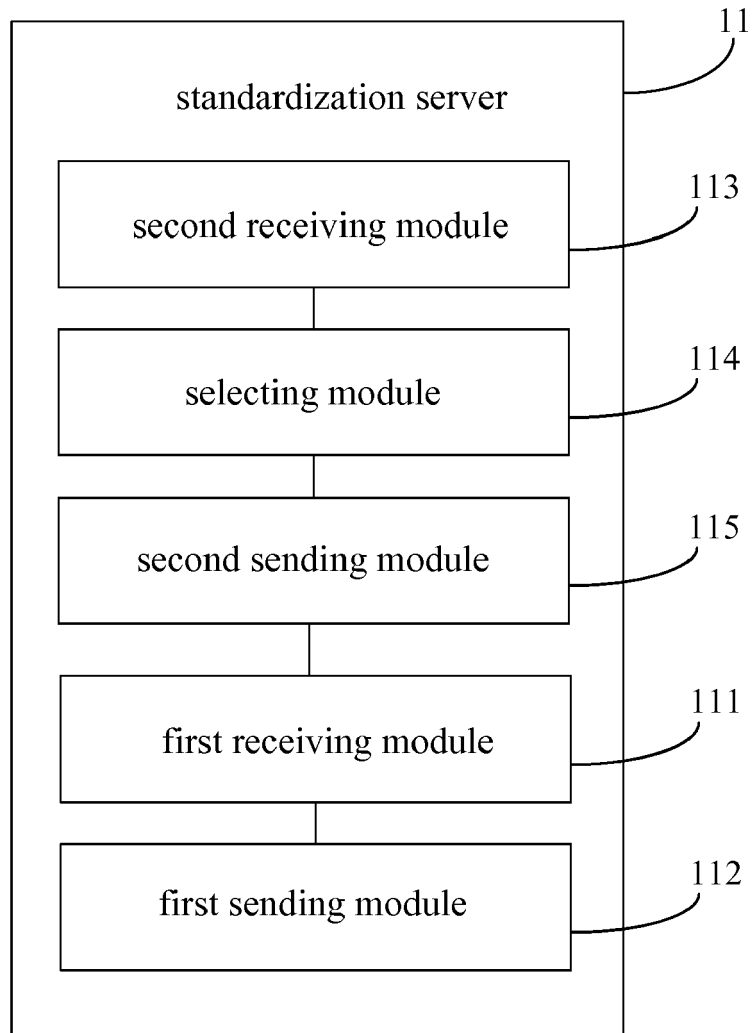 11
standardization server
113
second receiving module
114
selecting module
115
second sending module
111
first receiving module
112
first sending module